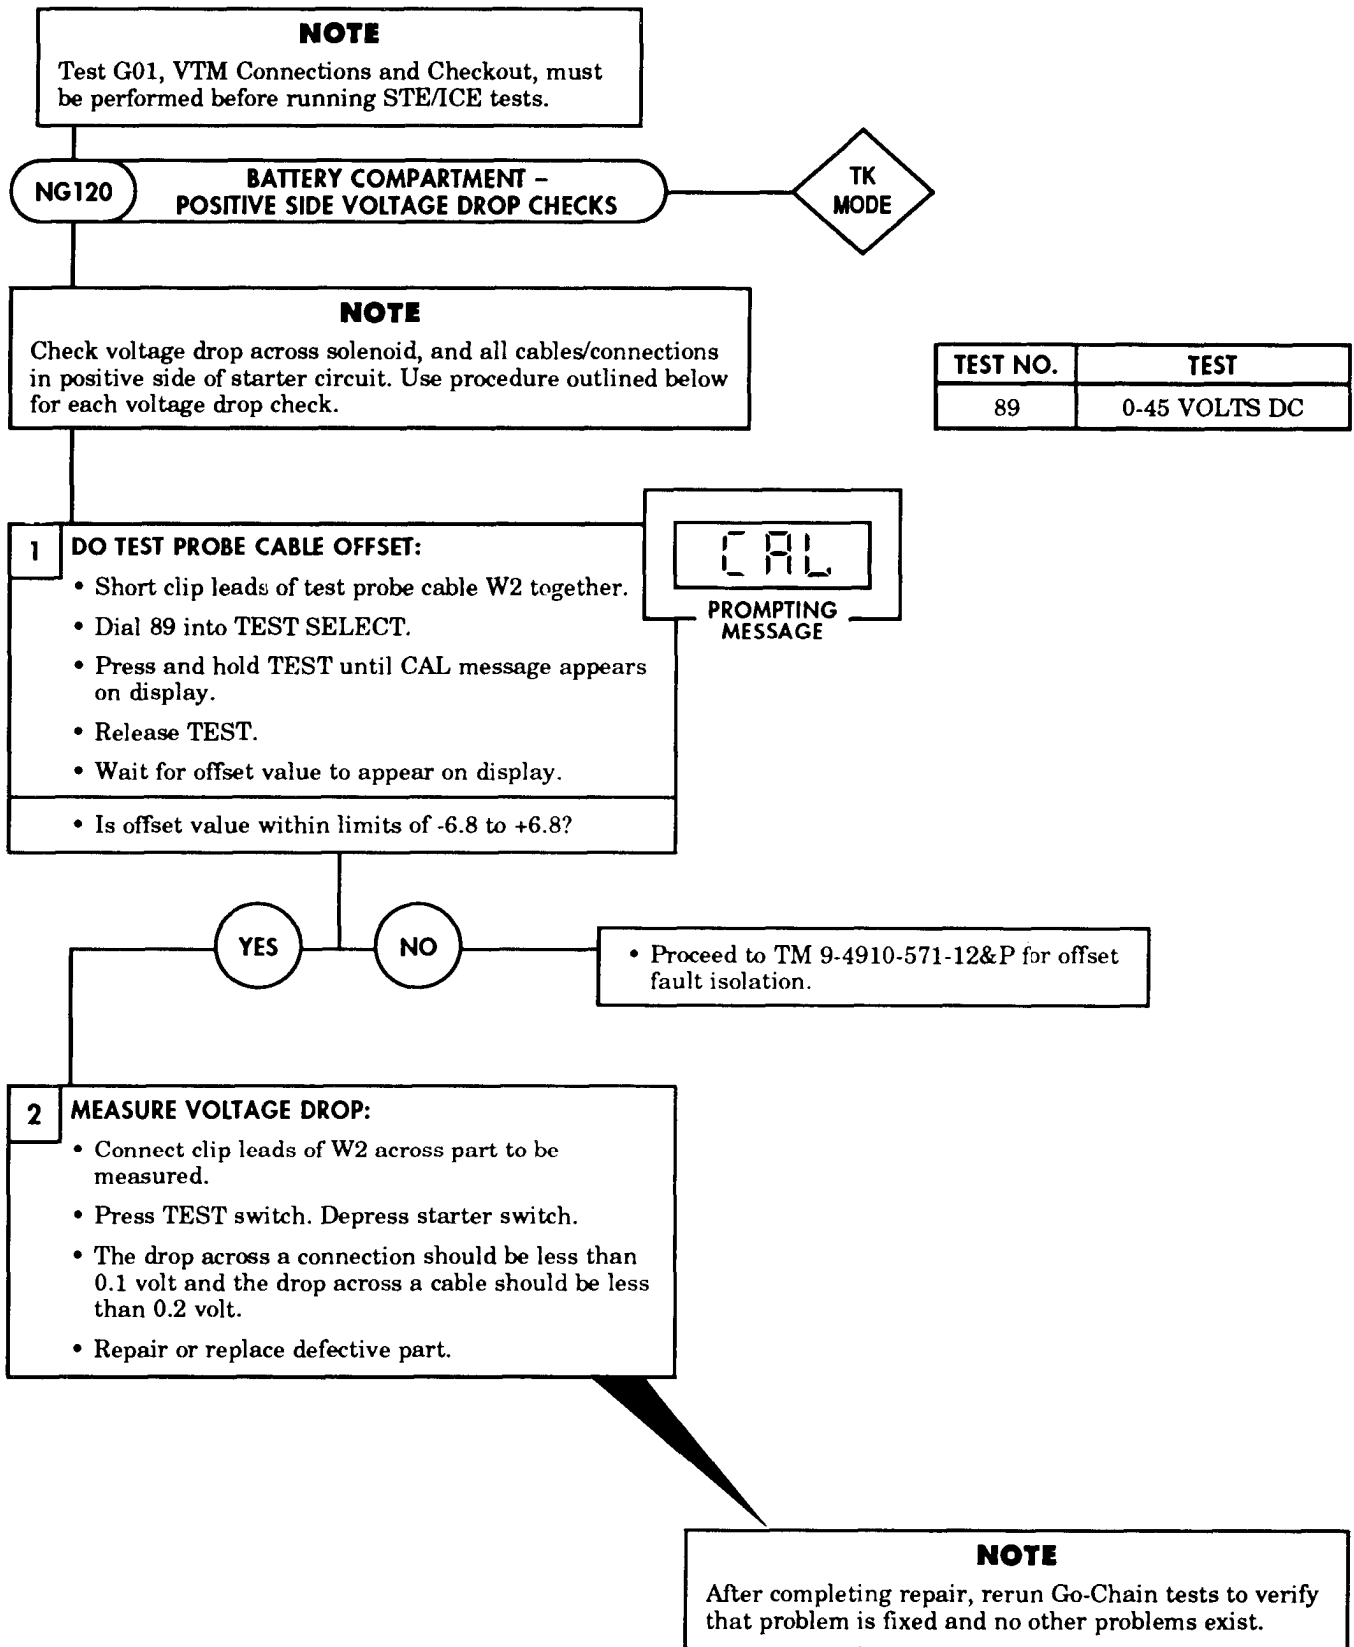 NOTE
Test G01, VTM Connections and Checkout, must
be performed before running STE/ICE tests.
NG120
BATTERY COMPARTMENT –
POSITIVE SIDE VOLTAGE DROP CHECKS
TK
MODE
NOTE
Check voltage drop across solenoid, and all cables/connections
in positive side of starter circuit. Use procedure outlined below
for each voltage drop check.
TEST NO. TEST
89 0-45 VOLTS DC
1 DO TEST PROBE CABLE OFFSET:
• Short clip leads of test probe cable W2 together.
• Dial 89 into TEST SELECT.
• Press and hold TEST until CAL message appears
on display.
• Release TEST.
• Wait for offset value to appear on display.
• Is offset value within limits of -6.8 to +6.8?
CAL
PROMPTING
MESSAGE
YES
NO
• Proceed to TM 9-4910-571-12&P for offset
fault isolation.
2 MEASURE VOLTAGE DROP:
• Connect clip leads of W2 across part to be
measured.
• Press TEST switch. Depress starter switch.
• The drop across a connection should be less than
0.1 volt and the drop across a cable should be less
than 0.2 volt.
• Repair or replace defective part.
NOTE
After completing repair, rerun Go-Chain tests to verify
that problem is fixed and no other problems exist.